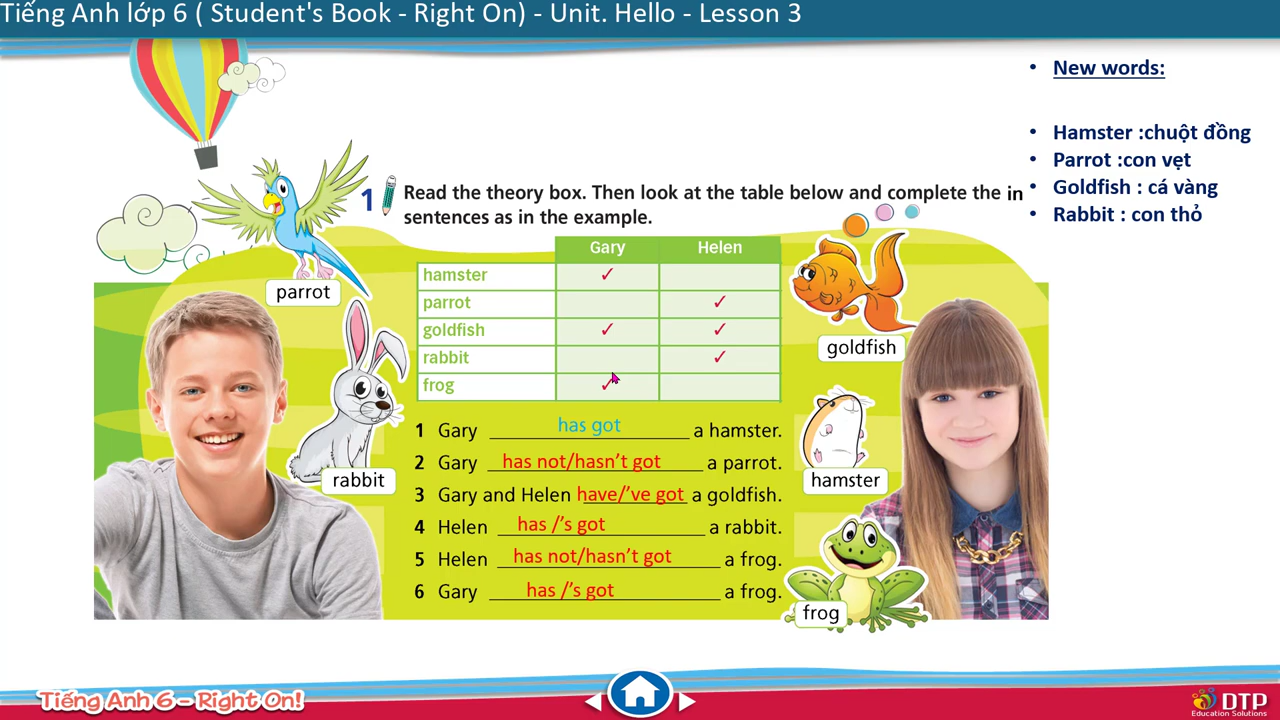 Tiếng Anh lớp 6 ( Student's Book - Right On) - Unit. Hello - Lesson 3
• New words:
• Hamster :chuột đồng
• Parrot :con vẹt
• Goldfish : cá vàng
• Rabbit : con thỏ
1 Read the theory box. Then look at the table below and complete the in
sentences as in the example.
Gary Helen
hamster ✓
parrot ✓
goldfish ✓ ✓
rabbit ✓
frog ✓
parrot
rabbit
goldfish
hamster
frog
1 Gary has got a hamster.
2 Gary has not/hasn't got a parrot.
3 Gary and Helen have/'ve got a goldfish.
4 Helen has /'s got a rabbit.
5 Helen has not/hasn't got a frog.
6 Gary has /'s got a frog.
Tiếng Anh 6 - Right On!
DTP
Education Solutions